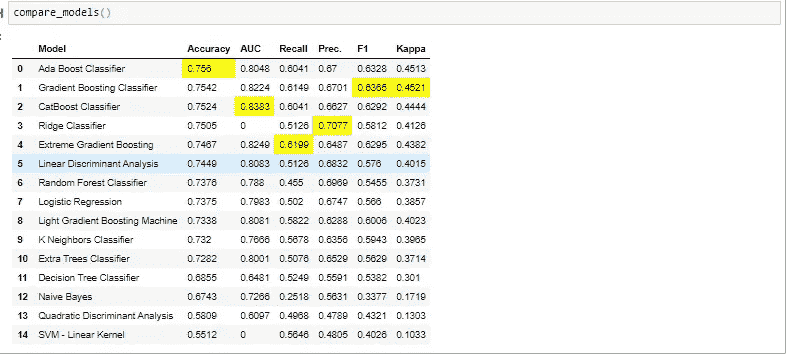 compare_models()
Model Accuracy AUC Recall Prec. F1 Kappa
0 Ada Boost Classifier 0.756 0.8048 0.6041 0.67 0.6328 0.4513
1 Gradient Boosting Classifier 0.7542 0.8224 0.6149 0.6701 0.6366 0.4521
2 CatBoost Classifier 0.7524 0.8383 0.6041 0.6627 0.6292 0.4444
3 Ridge Classifier 0.7505 0 0.5126 0.7077 0.5812 0.4126
4 Extreme Gradient Boosting 0.7467 0.8249 0.6199 0.6487 0.6295 0.4382
5 Linear Discriminant Analysis 0.7449 0.8083 0.5126 0.6832 0.576 0.4015
6 Random Forest Classifier 0.7376 0.788 0.455 0.6969 0.5455 0.3731
7 Logistic Regression 0.7375 0.7983 0.502 0.6747 0.566 0.3857
8 Light Gradient Boosting Machine 0.7338 0.8081 0.5822 0.6288 0.6006 0.4023
9 K Neighbors Classifier 0.732 0.7666 0.5678 0.6356 0.5943 0.3965
10 Extra Trees Classifier 0.7282 0.8001 0.5076 0.6529 0.5629 0.3714
11 Decision Tree Classifier 0.6855 0.6481 0.5249 0.5591 0.5382 0.301
12 Naive Bayes 0.6743 0.7266 0.2518 0.5631 0.3377 0.1719
13 Quadratic Discriminant Analysis 0.5809 0.6097 0.4968 0.4789 0.4321 0.1303
14 SVM - Linear Kernel 0.5512 0 0.5646 0.4805 0.4026 0.1033